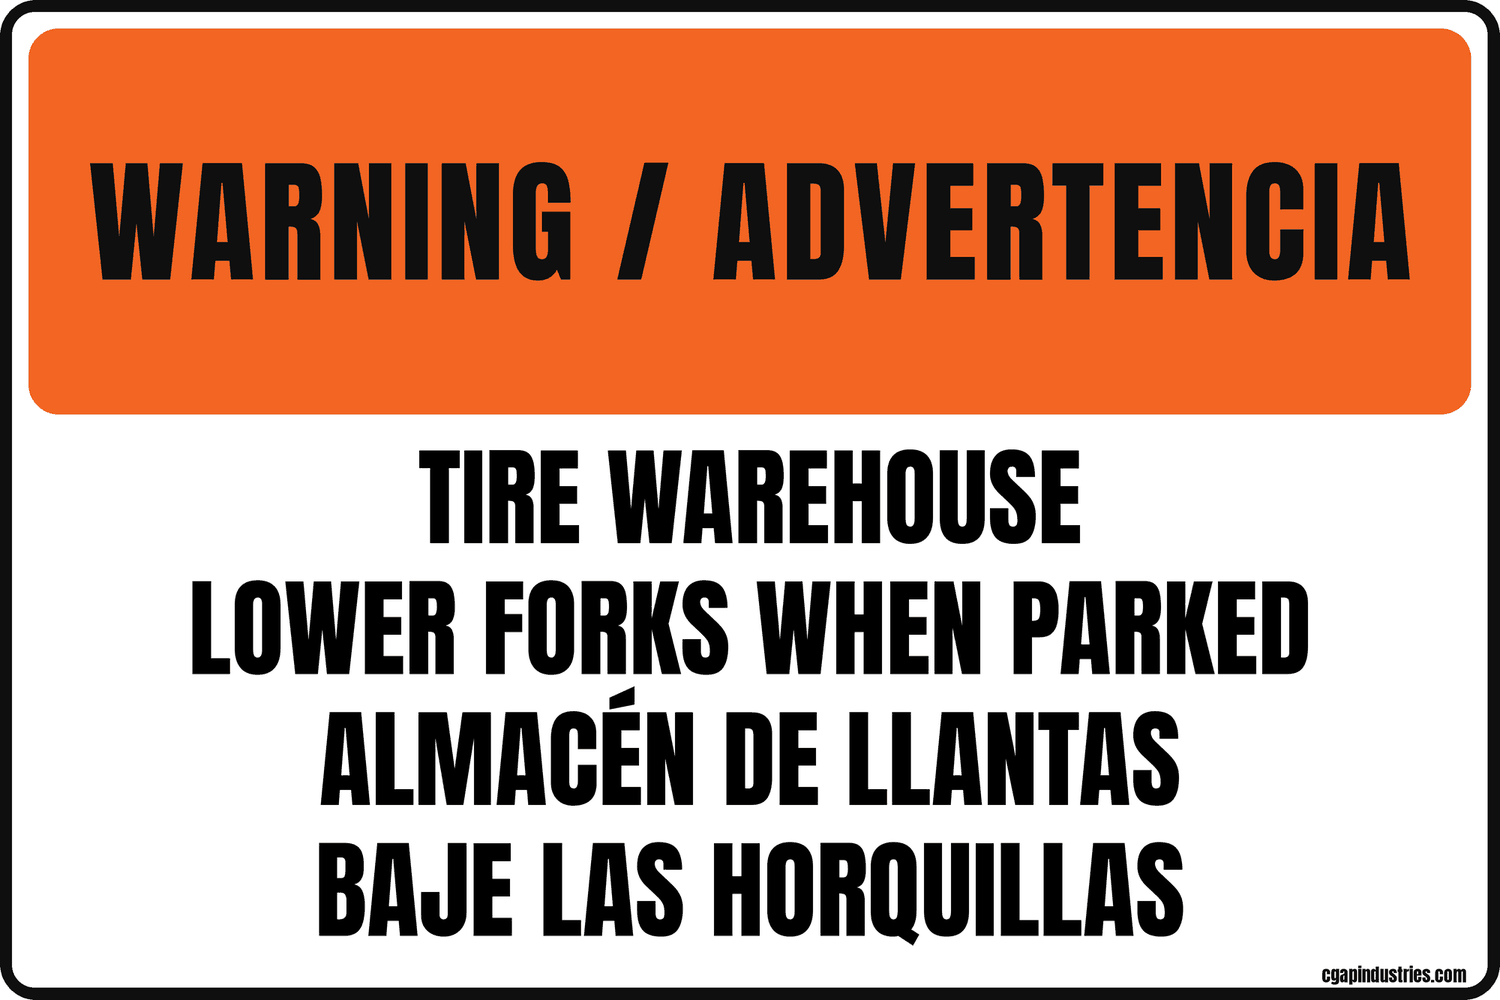 WARNING / ADVERTENCIA
TIRE WAREHOUSE
LOWER FORKS WHEN PARKED
ALMACÉN DE LLANTAS
BAJE LAS HORQUILLAS
cgapindustries.com